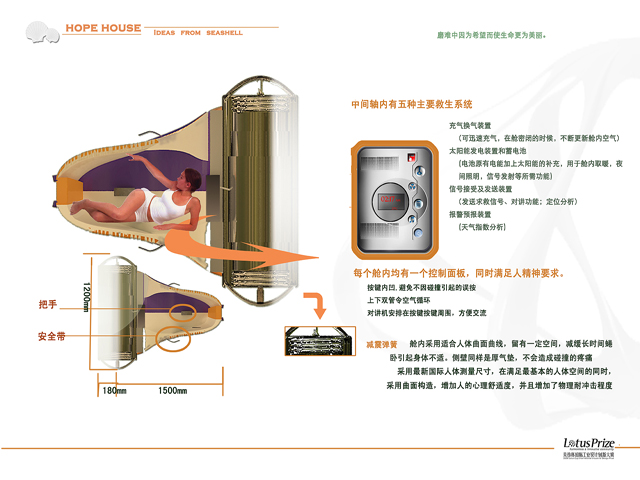 HOPE HOUSE
IDEAS FROM SEASHELL
磨难中因为希望而使生命更为美丽。
中间轴内有五种主要救生系统
充气换气装置
(可迅速充气,在舱密闭的时候,不断更新舱内空气)
太阳能发电装置和蓄电池
(电池原有电能加上太阳能的补充,用于舱内取暖,夜
间照明,信号发射等所需功能)
信号接受及发送装置
(发送求救信号、对讲功能;定位分析)
报警预报装置
(天气指数分析)
每个舱内均有一个控制面板,同时满足人精神要求。
按键内凹,避免不因碰撞引起的误按
上下双管令空气循环
对讲机安排在按键按键周围,方便交流
1200mm
把手
安全带
180mm
1500mm
减震弹簧
舱内采用适合人体曲面曲线,留有一定空间,减缓长时间蜷
卧引起身体不适。侧壁同样是厚气垫,不会造成碰撞的疼痛
采用最新国际人体测量尺寸,在满足最基本的人体空间的同时,
采用曲面构造,增加人的心理舒适度,并且增加了物理耐冲击程度
LotusPrize